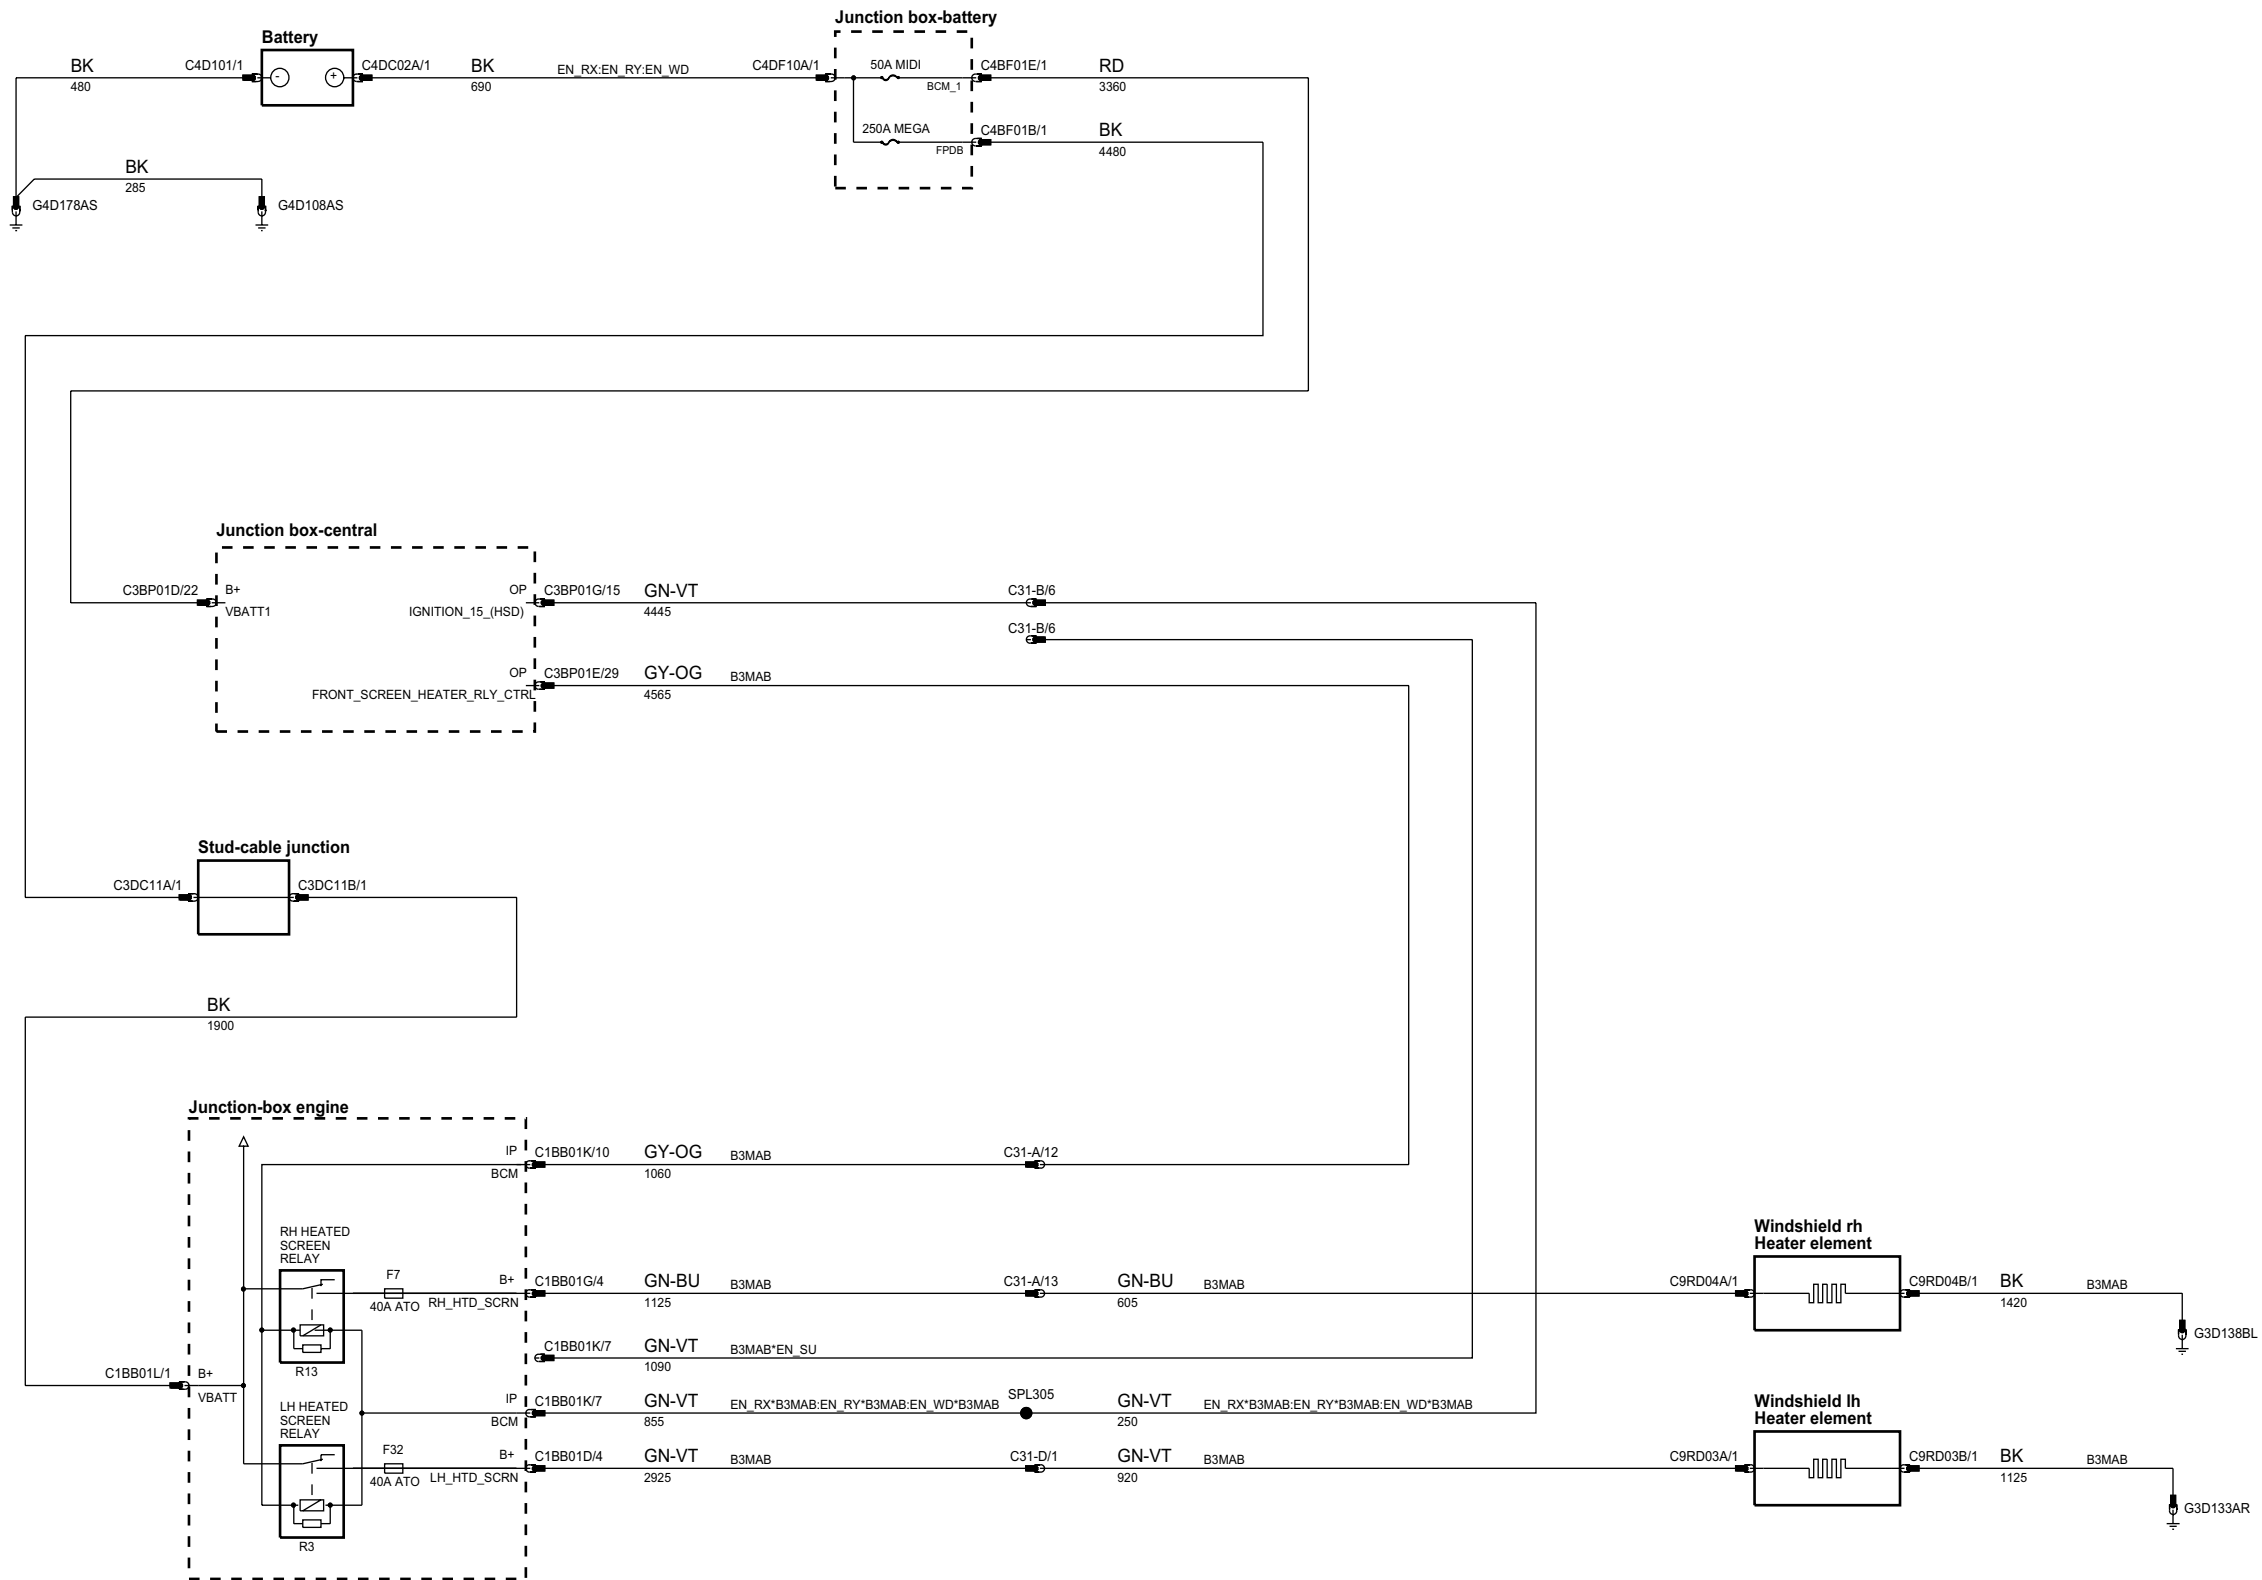 Junction box-battery
Battery
BK
C4D101/1
-
+
C4DC02A/1
BK
EN_RX:EN_RY:EN_WD
C4DF10A/1
50A MIDI
C4BF01E/1
RD
480
690
BCM_1
3360
250A MEGA
C4BF01B/1
BK
FPDB
4480
BK
285
G4D178AS
G4D108AS
Junction box-central
C3BP01D/22
B+
VBATT1
OP
IGNITION_15_(HSD)
C3BP01G/15
GN-VT
4445
C31-B/6
C31-B/6
OP
FRONT_SCREEN_HEATER_RLY_CTRL
C3BP01E/29
GY-OG
B3MAB
4565
Stud-cable junction
C3DC11A/1
C3DC11B/1
BK
1900
Junction-box engine
IP
BCM
C1BB01K/10
GY-OG
B3MAB
1060
C31-A/12
RH HEATED
SCREEN
RELAY
F7
40A ATO
B+
RH_HTD_SCRN
C1BB01G/4
GN-BU
B3MAB
1125
C31-A/13
GN-BU
B3MAB
605
Windshield rh
Heater element
C9RD04A/1
C9RD04B/1
BK
B3MAB
1420
G3D138BL
C1BB01K/7
GN-VT
B3MAB*EN_SU
1090
R13
C1BB01L/1
B+
VBATT
IP
BCM
C1BB01K/7
GN-VT
EN_RX*B3MAB:EN_RY*B3MAB:EN_WD*B3MAB
855
SPL305
GN-VT
EN_RX*B3MAB:EN_RY*B3MAB:EN_WD*B3MAB
250
LH HEATED
SCREEN
RELAY
F32
40A ATO
B+
LH_HTD_SCRN
C1BB01D/4
GN-VT
B3MAB
2925
C31-D/1
GN-VT
B3MAB
920
Windshield lh
Heater element
C9RD03A/1
C9RD03B/1
BK
B3MAB
1125
G3D133AR
R3